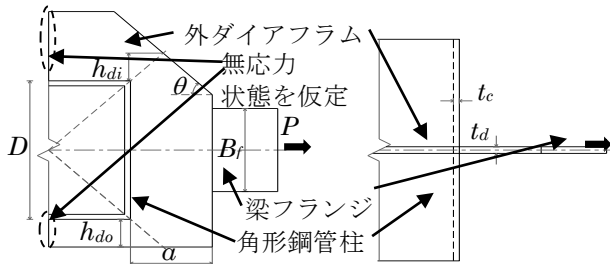 外ダイアフラム
h_di
無応力
状態を仮定
θ
t_c
P
t_d
D
B_f
梁フランジ
角形鋼管柱
h_do
a